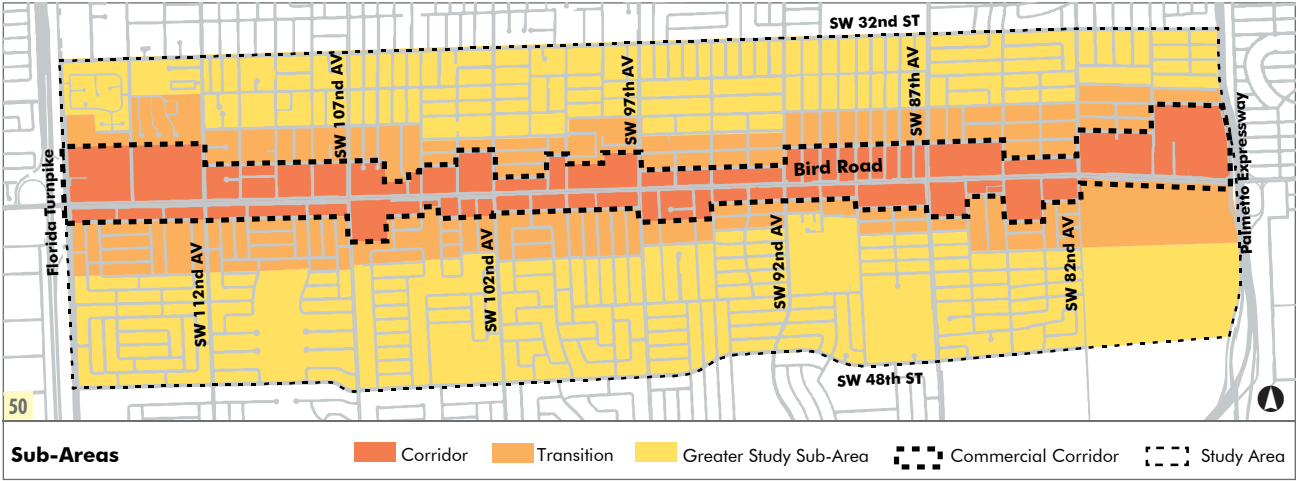 SW 32nd ST
SW 107nd AV
SW 97th AV
SW 87th AV
Bird Road
Florida Turnpike
Palmetto Expressway
SW 112nd AV
SW 102nd AV
SW 92nd AV
SW 82nd AV
SW 48th ST
50
Sub-Areas
Corridor
Transition
Greater Study Sub-Area
Commercial Corridor
Study Area